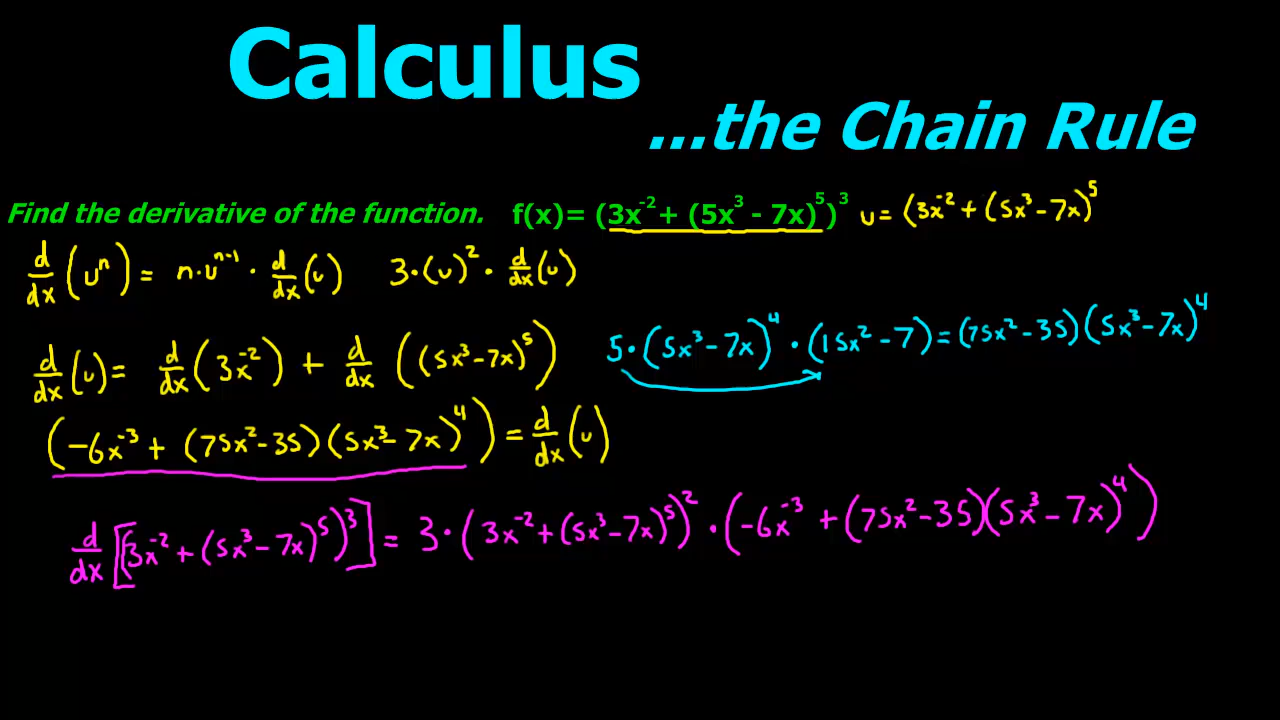 Calculus
...the Chain Rule
Find the derivative of the function. f(x)= (3x⁻² + (5x³ - 7x)⁵)³ u = (3x⁻² + (5x³ - 7x)⁵
d/dx (uⁿ) = n·uⁿ⁻¹ · d/dx (u) 3·(u)² · d/dx (u)
d/dx (u) = d/dx (3x⁻²) + d/dx ((5x³ - 7x)⁵) 5·(5x³ - 7x)⁴ · (15x² - 7) = (75x² - 35)(5x³ - 7x)⁴
(-6x⁻³ + (75x² - 35)(5x³ - 7x)⁴) = d/dx (u)
d/dx [(3x⁻² + (5x³ - 7x)⁵)³] = 3·(3x⁻² + (5x³ - 7x)⁵)² · (-6x⁻³ + (75x² - 35)(5x³ - 7x)⁴)